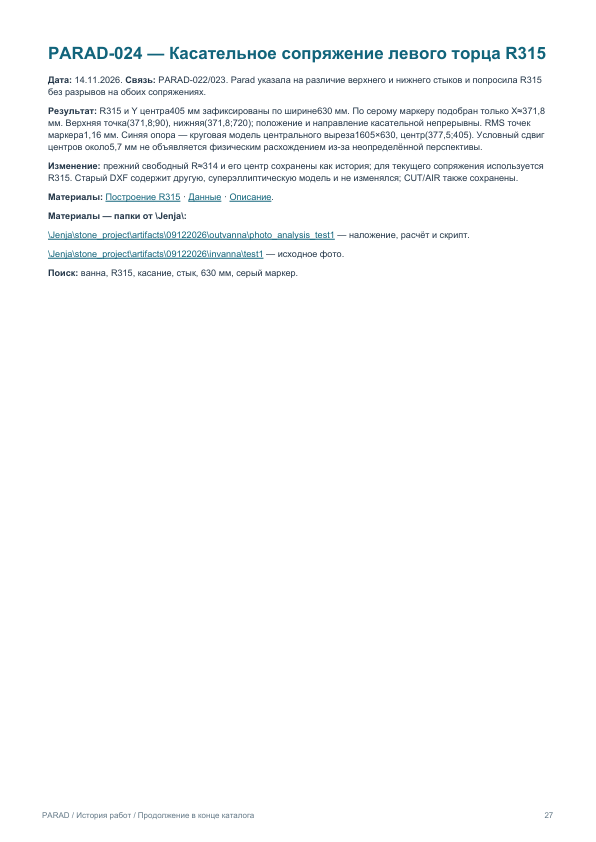 PARAD-024 — Касательное сопряжение левого торца R315
Дата: 14.11.2026. Связь: PARAD-022/023. Parad указала на различие верхнего и нижнего стыков и попросила R315
без разрывов на обоих сопряжениях.
Результат: R315 и Y центра405 мм зафиксированы по ширине630 мм. По серому маркеру подобран только X≈371,8
мм. Верхняя точка(371,8;90), нижняя(371,8;720); положение и направление касательной непрерывны. RMS точек
маркера1,16 мм. Синяя опора — круговая модель центрального выреза1605×630, центр(377,5;405). Условный сдвиг
центров около5,7 мм не объявляется физическим расхождением из-за неопределённой перспективы.
Изменение: прежний свободный R≈314 и его центр сохранены как история; для текущего сопряжения используется
R315. Старый DXF содержит другую, суперэллиптическую модель и не изменялся; CUT/AIR также сохранены.
Материалы: Построение R315 · Данные · Описание.
Материалы — папки от \Jenja\:
\Jenja\stone_project\artifacts\09122026\outvanna\photo_analysis_test1 — наложение, расчёт и скрипт.
\Jenja\stone_project\artifacts\09122026\invanna\test1 — исходное фото.
Поиск: ванна, R315, касание, стык, 630 мм, серый маркер.
PARAD / История работ / Продолжение в конце каталога
27